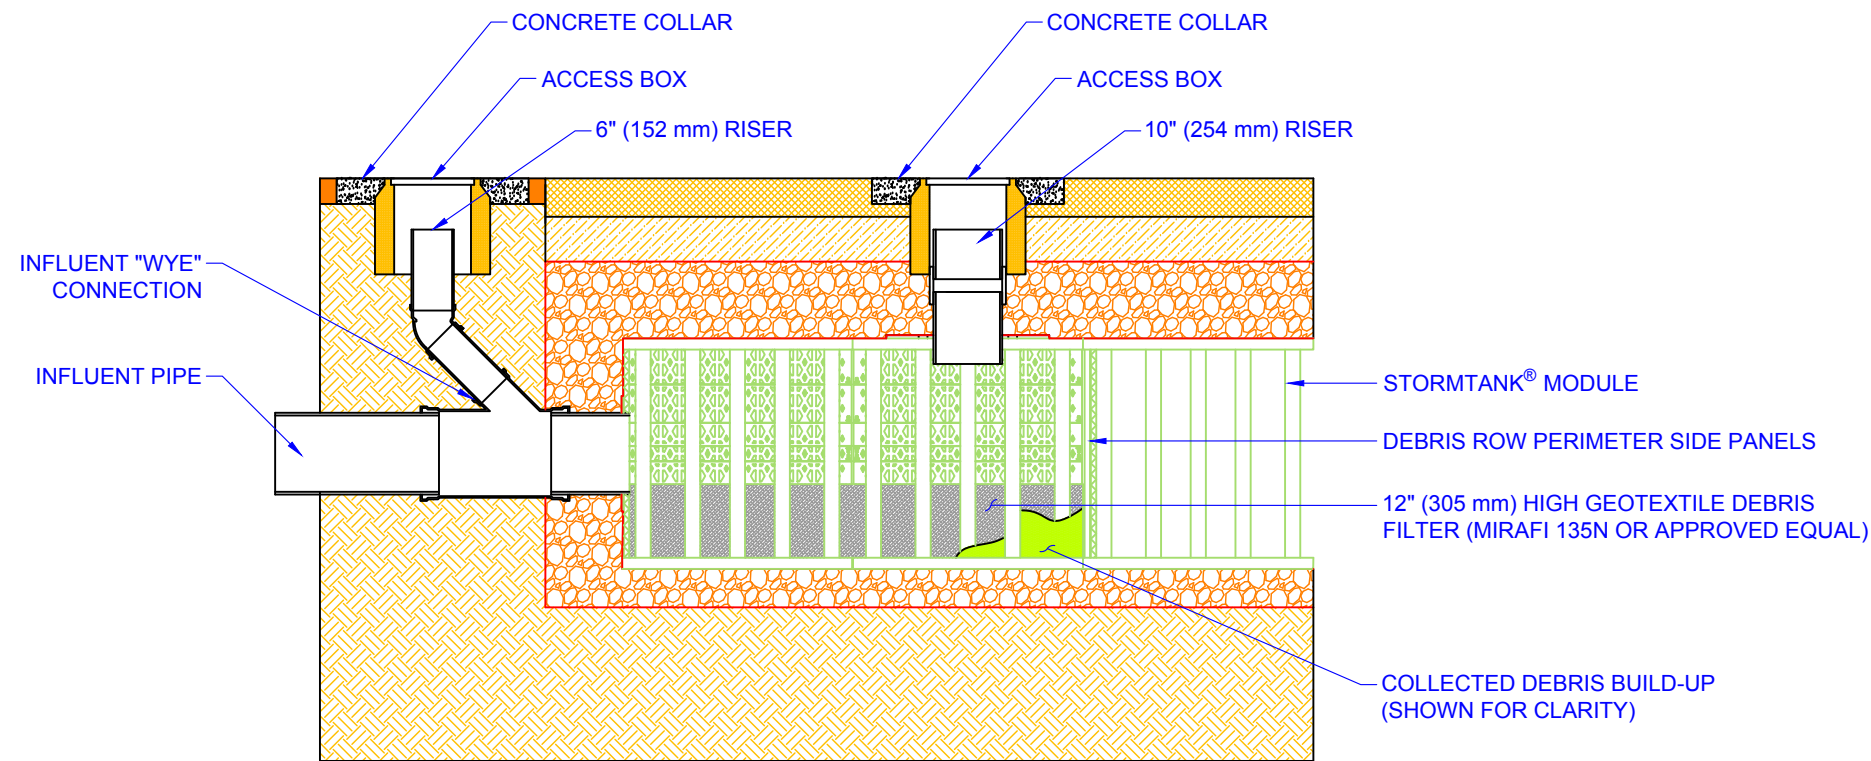 CONCRETE COLLAR
ACCESS BOX
6" (152 mm) RISER
INFLUENT "WYE"
CONNECTION
INFLUENT PIPE
CONCRETE COLLAR
ACCESS BOX
10" (254 mm) RISER
STORMTANK® MODULE
DEBRIS ROW PERIMETER SIDE PANELS
12" (305 mm) HIGH GEOTEXTILE DEBRIS
FILTER (MIRAFI 135N OR APPROVED EQUAL)
COLLECTED DEBRIS BUILD-UP
(SHOWN FOR CLARITY)